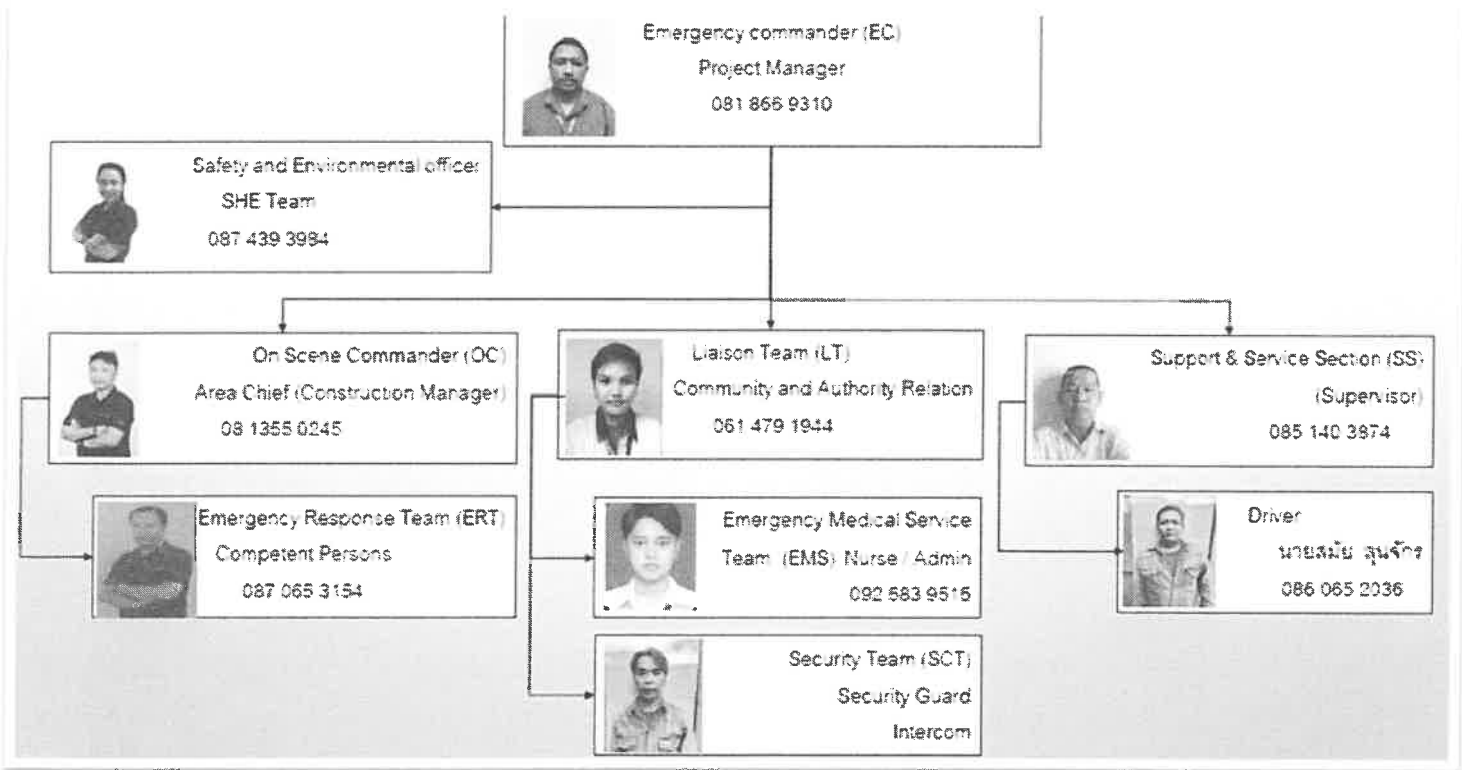 Emergency commander (EC)
Project Manager
081 866 9310
Safety and Environmental officer
SHE Team
087 439 3984
On Scene Commander (OC)
Area Chief (Construction Manager)
08 1355 0245
Liaison Team (LT)
Community and Authority Relation
061 479 1944
Support & Service Section (SS)
(Supervisor)
085 140 3874
Emergency Response Team (ERT)
Competent Persons
087 065 3154
Emergency Medical Service
Team (EMS) Nurse / Admin
092 583 9515
Driver
นายสมัย ลุนจักร
086 065 2036
Security Team (SCT)
Security Guard
Intercom